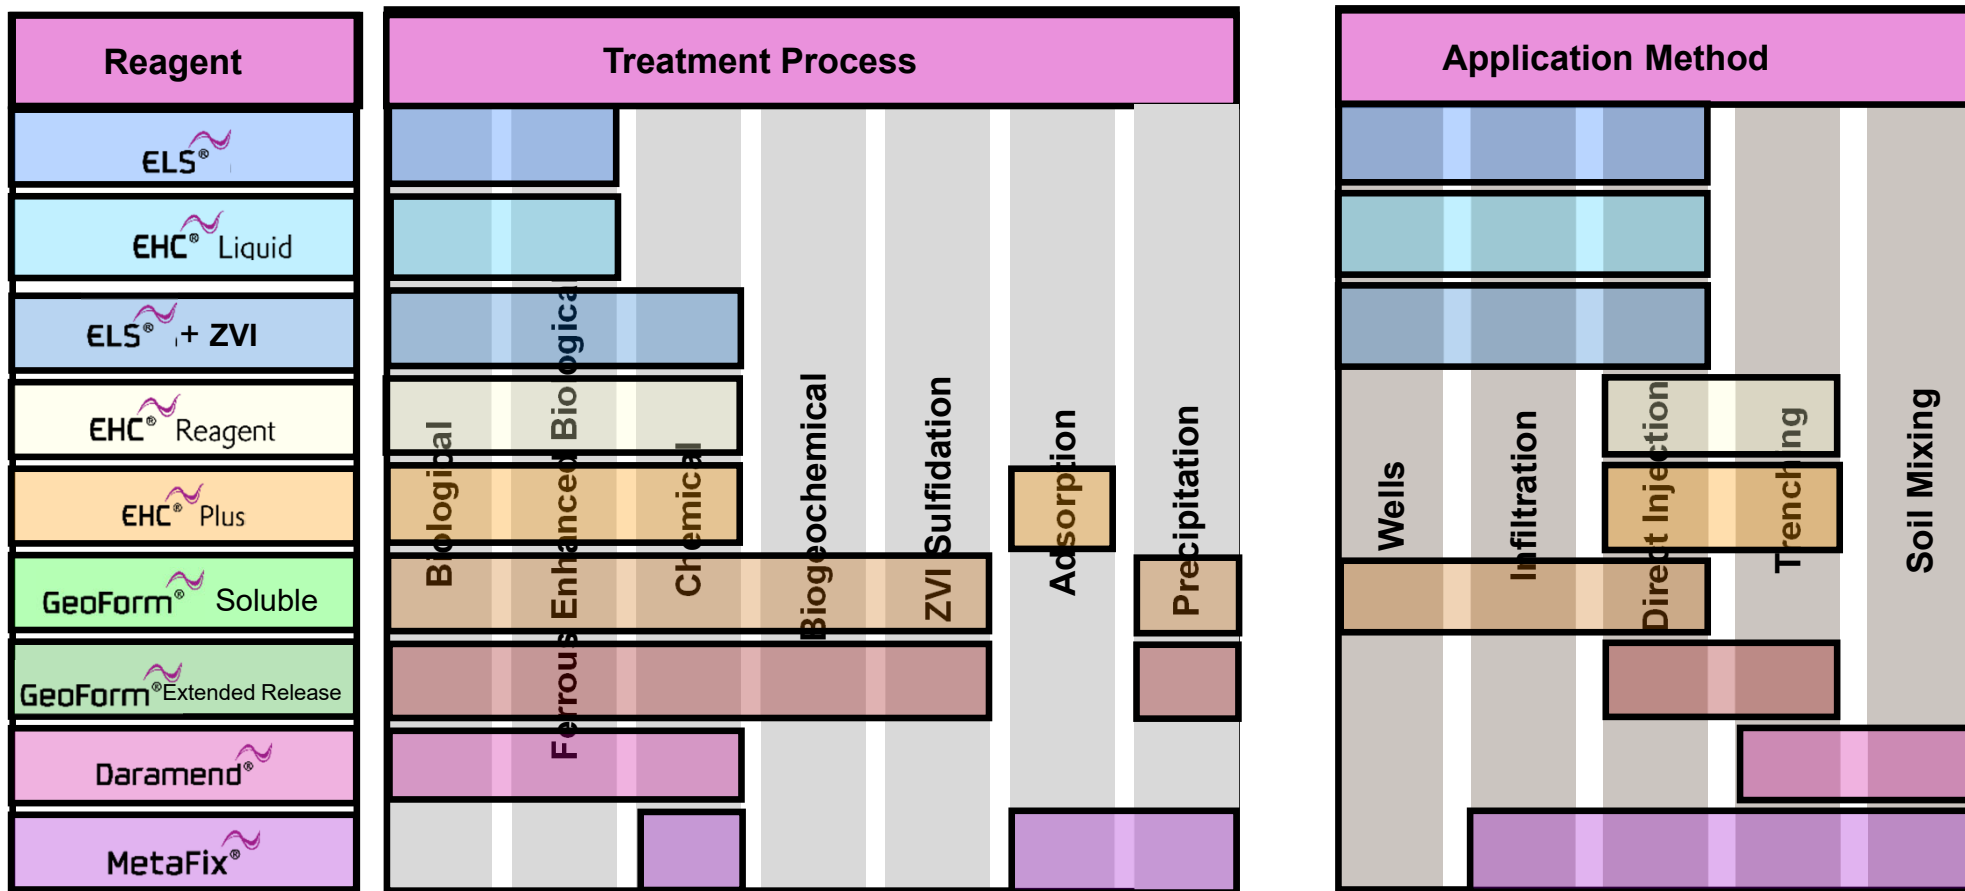 Reagent
Treatment Process
Application Method
ELS®
EHC® Liquid
ELS® + ZVI
EHC® Reagent
EHC® Plus
GeoForm® Soluble
GeoForm® Extended Release
Daramend®
MetaFix®
Biological
Ferrous Enhanced Biological
Chemical
Biogeochemical
ZVI Sulfidation
Adsorption
Precipitation
Wells
Infiltration
Direct Injection
Trenching
Soil Mixing